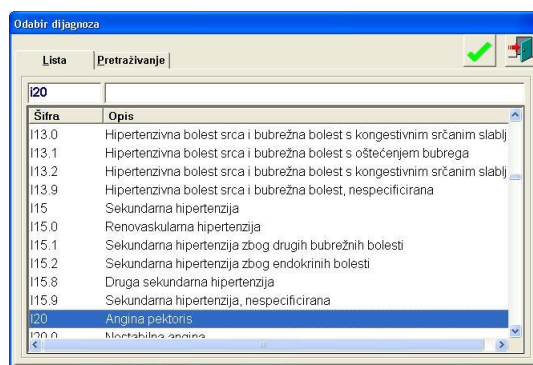 Odabir dijagnoza
Lista Pretraživanje
i20
Šifra Opis
I13.0 Hipertenzivna bolest srca i bubrežna bolest s kongestivnim srčanim slablj
I13.1 Hipertenzivna bolest srca i bubrežna bolest s oštećenjem bubrega
I13.2 Hipertenzivna bolest srca i bubrežna bolest s kongestivnim srčanim slablj
I13.9 Hipertenzivna bolest srca i bubrežna bolest, nespecificirana
I15 Sekundarna hipertenzija
I15.0 Renovaskularna hipertenzija
I15.1 Sekundarna hipertenzija zbog drugih bubrežnih bolesti
I15.2 Sekundarna hipertenzija zbog endokrinih bolesti
I15.8 Druga sekundarna hipertenzija
I15.9 Sekundarna hipertenzija, nespecificirana
I20 Angina pektoris
I20.0 Nestabilna angina